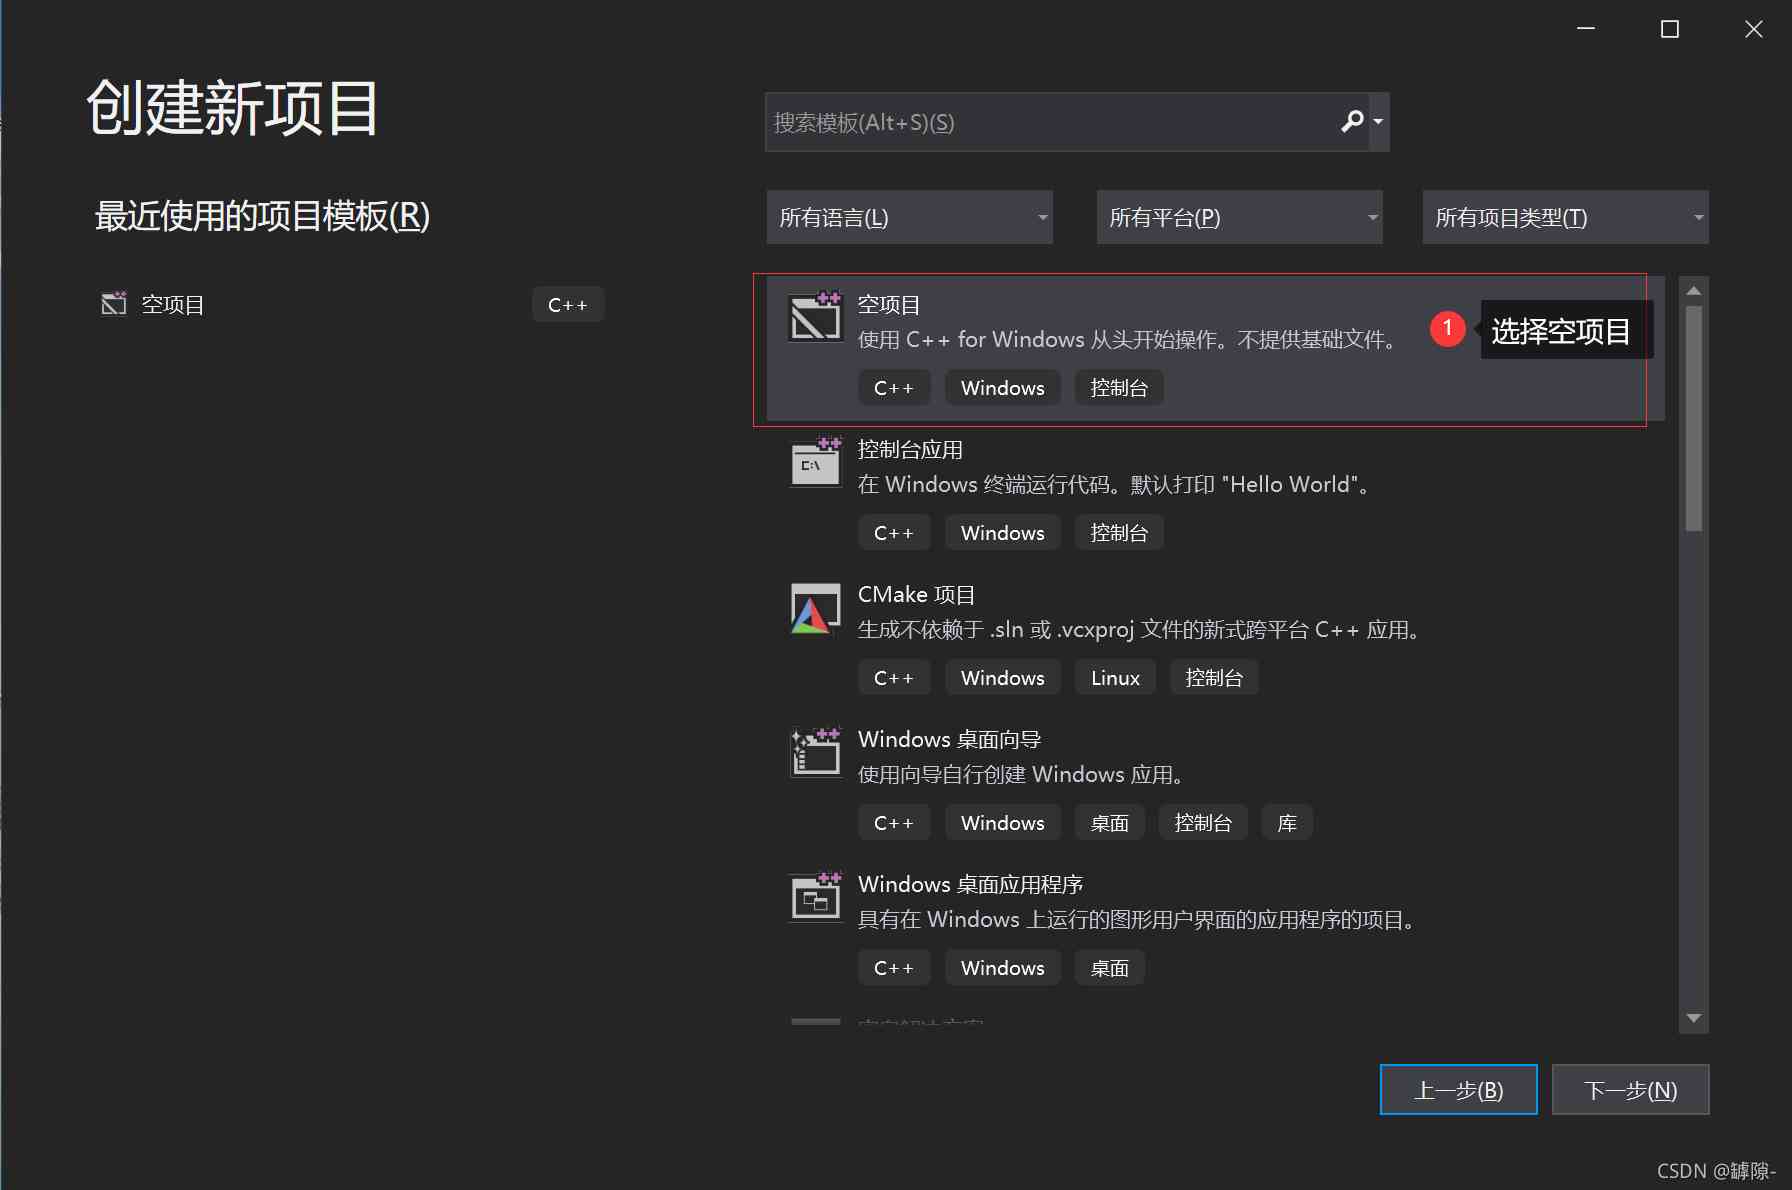 创建新项目
搜索模板(Alt+S)(S)
最近使用的项目模板(R)
所有语言(L)
所有平台(P)
所有项目类型(T)
空项目
C++
空项目
使用 C++ for Windows 从头开始操作。不提供基础文件。
1
选择空项目
C++ Windows 控制台
C:\
控制台应用
在 Windows 终端运行代码。默认打印 "Hello World"。
C++ Windows 控制台
CMake 项目
生成不依赖于 .sln 或 .vcxproj 文件的新式跨平台 C++ 应用。
C++ Windows Linux 控制台
Windows 桌面向导
使用向导自行创建 Windows 应用。
C++ Windows 桌面 控制台 库
Windows 桌面应用程序
具有在 Windows 上运行的图形用户界面的应用程序的项目。
C++ Windows 桌面
上一步(B)
下一步(N)
CSDN @罅隙-